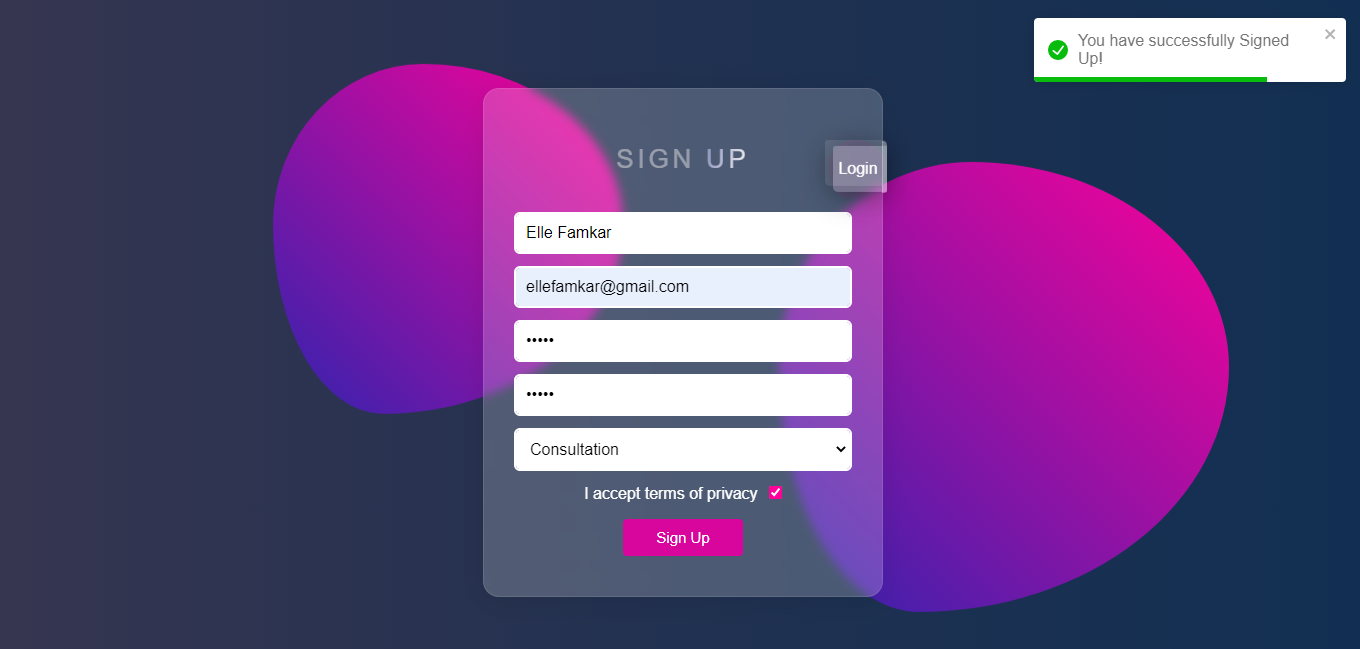 You have successfully Signed
Up!
SIGN UP
Login
Elle Famkar
ellefamkar@gmail.com
•••••
•••••
Consultation
I accept terms of privacy
Sign Up